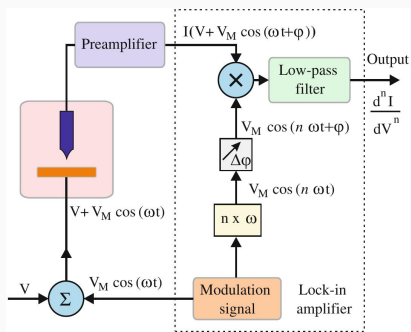 Preamplifier
I(V+ V_M cos(ωt+φ))
×
Low-pass
filter
Output
d^n I
dV^n
V_M cos(n ωt+φ)
Δφ
V_M cos(n ωt)
V+ V_M cos(ωt)
n x ω
V
Σ
V_M cos(ωt)
Modulation
signal
Lock-in
amplifier